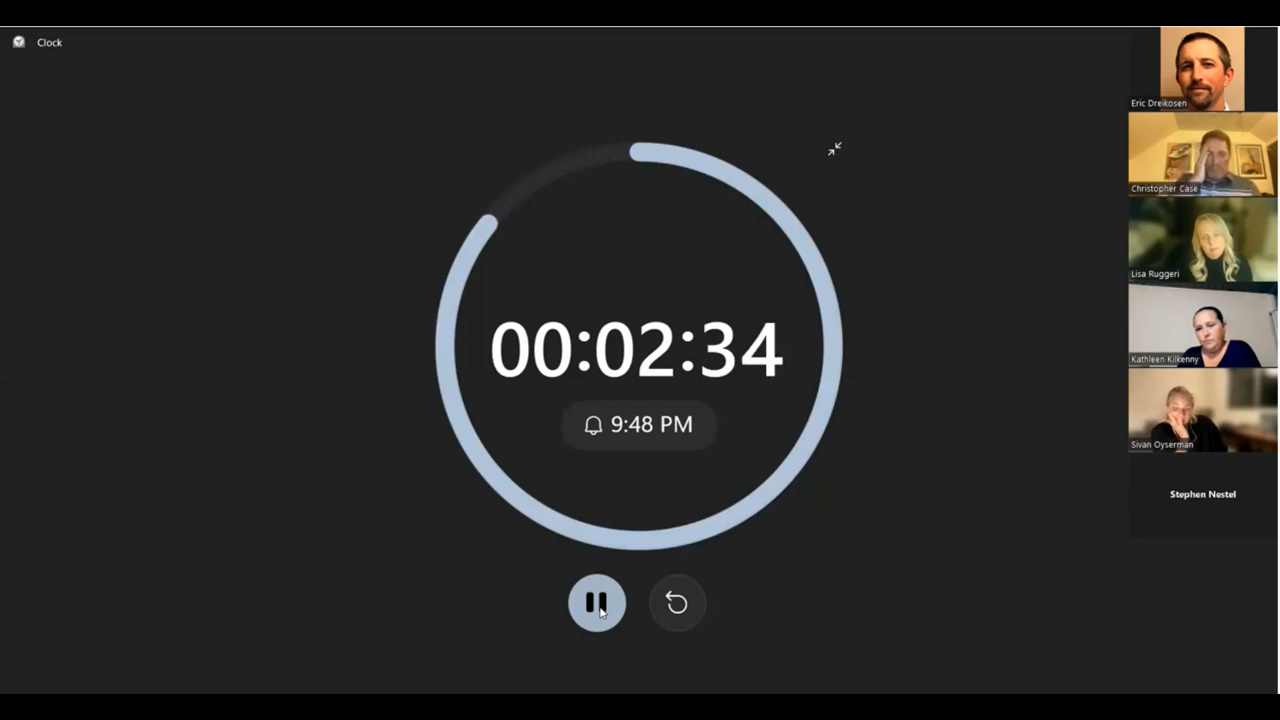 Clock
00:02:34
9:48 PM
Eric Dreikosen
Christopher Case
Lisa Ruggeri
Kathleen Kilkenny
Sivan Oyserman
Stephen Nestel